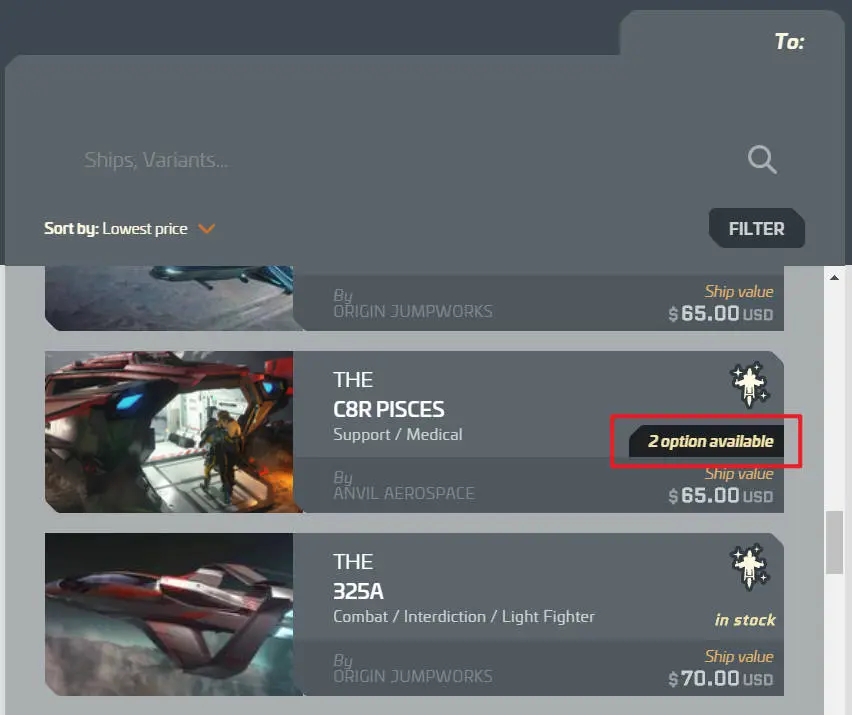 To:
Ships, Variants...
Sort by: Lowest price
FILTER
By
ORIGIN JUMPWORKS
Ship value
$65.00 USD
THE
C8R PISCES
Support / Medical
2 option available
By
ANVIL AEROSPACE
Ship value
$65.00 USD
THE
325A
Combat / Interdiction / Light Fighter
in stock
By
ORIGIN JUMPWORKS
Ship value
$70.00 USD